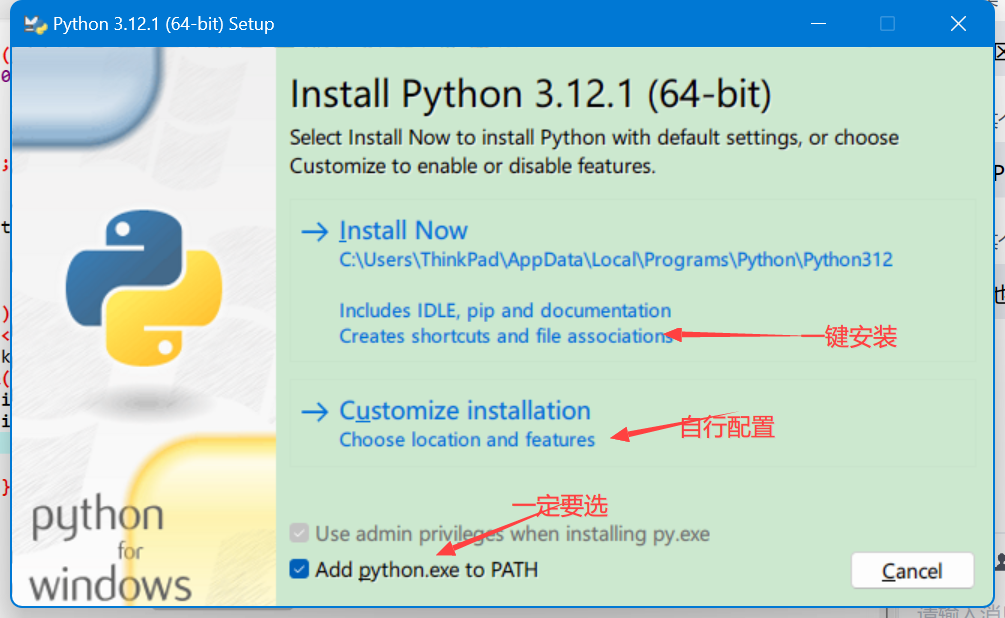 Python 3.12.1 (64-bit) Setup
Install Python 3.12.1 (64-bit)
Select Install Now to install Python with default settings, or choose
Customize to enable or disable features.
→ Install Now
C:\Users\ThinkPad\AppData\Local\Programs\Python\Python312
Includes IDLE, pip and documentation
Creates shortcuts and file associations
一键安装
→ Customize installation
Choose location and features
自行配置
一定要选
Use admin privileges when installing py.exe
Add python.exe to PATH
Cancel
python
for
windows